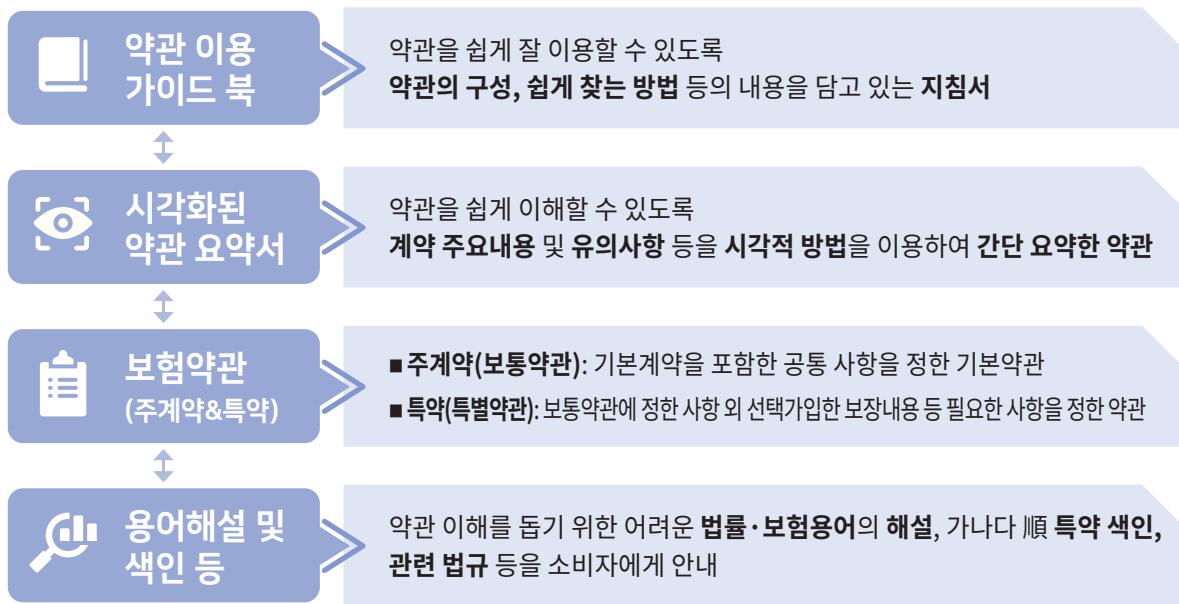 약관 이용
가이드 북
약관을 쉽게 잘 이용할 수 있도록
약관의 구성, 쉽게 찾는 방법 등의 내용을 담고 있는 지침서
시각화된
약관 요약서
약관을 쉽게 이해할 수 있도록
계약 주요내용 및 유의사항 등을 시각적 방법을 이용하여 간단 요약한 약관
보험약관
(주계약&특약)
■ 주계약(보통약관): 기본계약을 포함한 공통 사항을 정한 기본약관
■ 특약(특별약관): 보통약관에 정한 사항 외 선택가입한 보장내용 등 필요한 사항을 정한 약관
용어해설 및
색인 등
약관 이해를 돕기 위한 어려운 법률·보험용어의 해설, 가나다 順 특약 색인,
관련 법규 등을 소비자에게 안내